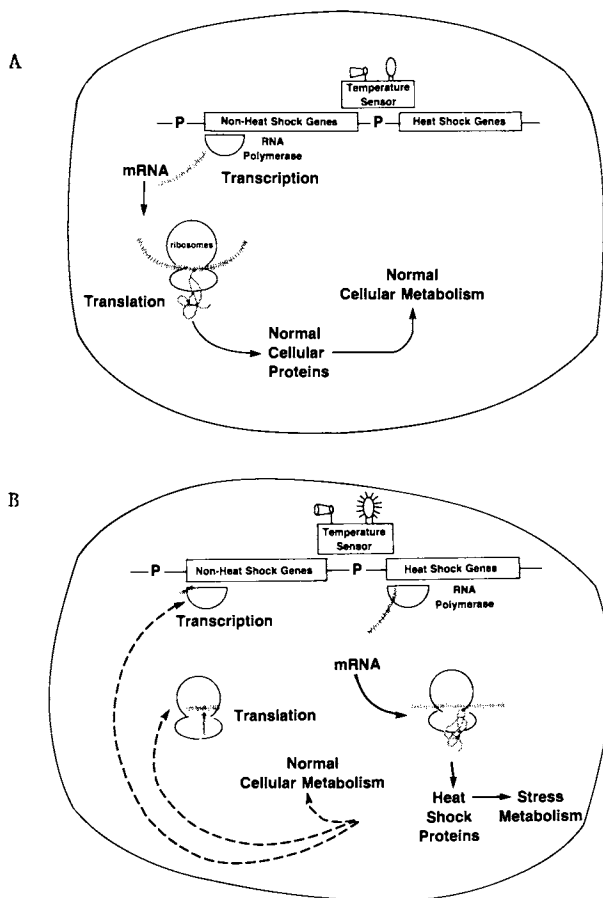 A
Temperature
Sensor
P
Non-Heat Shock Genes
P
Heat Shock Genes
RNA
Polymerase
mRNA
Transcription
ribosomes
Translation
Normal
Cellular Metabolism
Normal
Cellular
Proteins
B
Temperature
Sensor
P
Non-Heat Shock Genes
P
Heat Shock Genes
RNA
Polymerase
Transcription
mRNA
Translation
Normal
Cellular Metabolism
Heat
Shock
Proteins
Stress
Metabolism